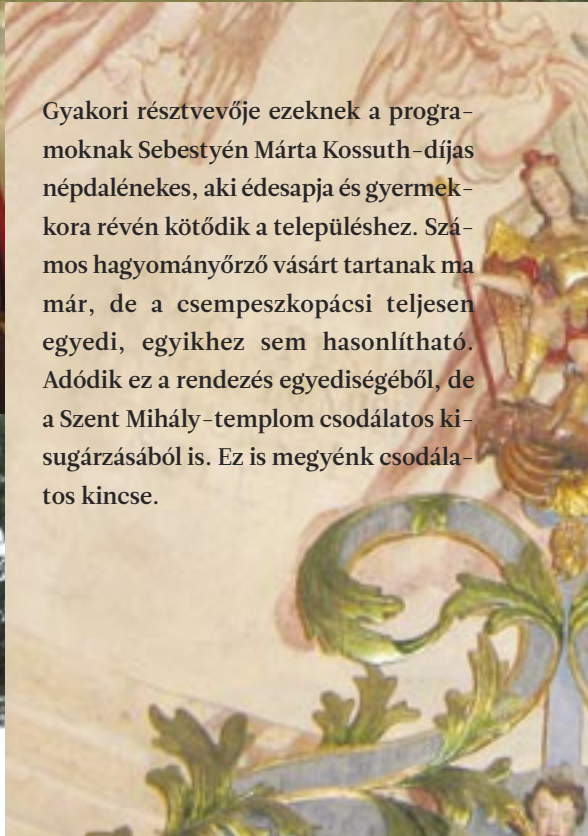 Gyakori résztvevője ezeknek a progra-
moknak Sebestyén Márta Kossuth-díjas
népdalénekes, aki édesapja és gyermek-
kora révén kötődik a településhez. Szá-
mos hagyományőrző vásárt tartanak ma
már, de a csempeszkopácsi teljesen
egyedi, egyikhez sem hasonlítható.
Adódik ez a rendezés egyediségéből, de
a Szent Mihály-templom csodálatos ki-
sugárzásából is. Ez is megyénk csodála-
tos kincse.